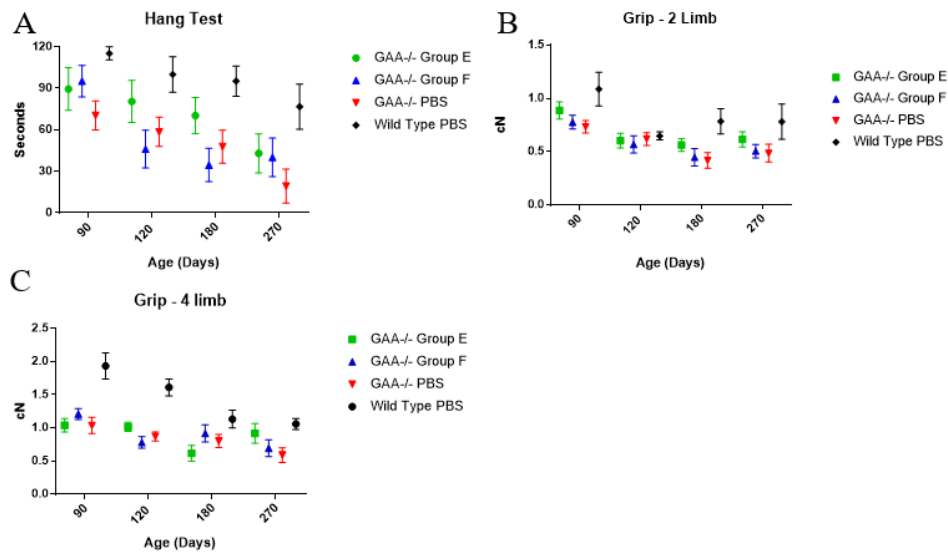 A
Hang Test
120
90
60
30
0
Seconds
90
120
180
270
Age (Days)
GAA-/- Group E
GAA-/- Group F
GAA-/- PBS
Wild Type PBS
B
Grip - 2 Limb
1.5
1.0
0.5
0.0
cN
90
120
180
270
Age (Days)
GAA-/- Group E
GAA-/- Group F
GAA-/- PBS
Wild Type PBS
C
Grip - 4 limb
2.5
2.0
1.5
1.0
0.5
0.0
cN
90
120
180
270
Age (Days)
GAA-/- Group E
GAA-/- Group F
GAA-/- PBS
Wild Type PBS